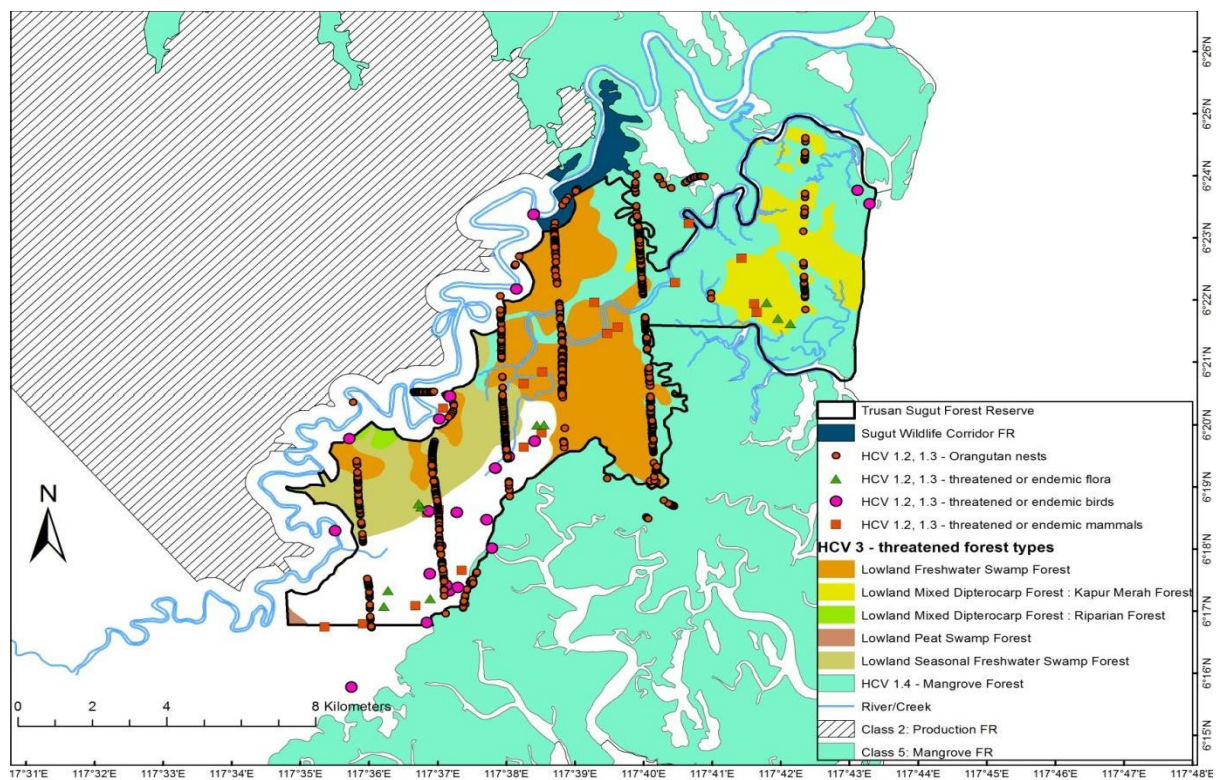 6°26'N
6°25'N
6°24'N
6°23'N
6°22'N
6°21'N
6°20'N
6°19'N
6°18'N
6°17'N
6°16'N
6°15'N
N
0 2 4 8 Kilometers
Trusan Sugut Forest Reserve
Sugut Wildlife Corridor FR
HCV 1.2, 1.3 - Orangutan nests
HCV 1.2, 1.3 - threatened or endemic flora
HCV 1.2, 1.3 - threatened or endemic birds
HCV 1.2, 1.3 - threatened or endemic mammals
HCV 3 - threatened forest types
Lowland Freshwater Swamp Forest
Lowland Mixed Dipterocarp Forest : Kapur Merah Forest
Lowland Mixed Dipterocarp Forest : Riparian Forest
Lowland Peat Swamp Forest
Lowland Seasonal Freshwater Swamp Forest
HCV 1.4 - Mangrove Forest
River/Creek
Class 2: Production FR
Class 5: Mangrove FR
117°31'E 117°32'E 117°33'E 117°34'E 117°35'E 117°36'E 117°37'E 117°38'E 117°39'E 117°40'E 117°41'E 117°42'E 117°43'E 117°44'E 117°45'E 117°46'E 117°47'E 117°48'E